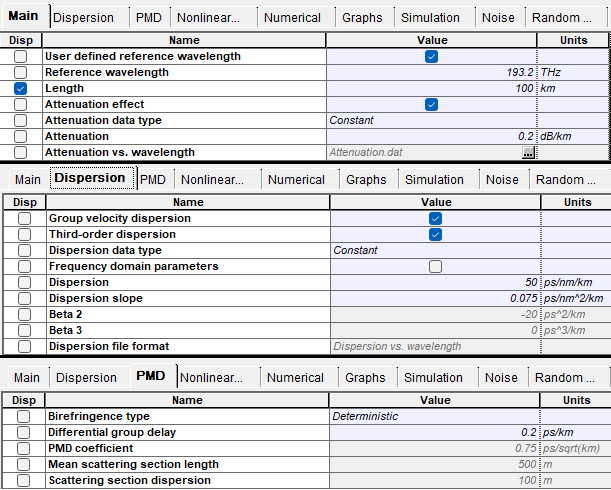 Main Dispersion PMD Nonlinear... Numerical Graphs Simulation Noise Random ...
Disp Name Value Units
User defined reference wavelength
Reference wavelength 193.2 THz
Length 100 km
Attenuation effect
Attenuation data type Constant
Attenuation 0.2 dB/km
Attenuation vs. wavelength Attenuation.dat ...
Main Dispersion PMD Nonlinear... Numerical Graphs Simulation Noise Random ...
Disp Name Value Units
Group velocity dispersion
Third-order dispersion
Dispersion data type Constant
Frequency domain parameters
Dispersion 50 ps/nm/km
Dispersion slope 0.075 ps/nm^2/km
Beta 2 -20 ps^2/km
Beta 3 0 ps^3/km
Dispersion file format Dispersion vs. wavelength
Main Dispersion PMD Nonlinear... Numerical Graphs Simulation Noise Random ...
Disp Name Value Units
Birefringence type Deterministic
Differential group delay 0.2 ps/km
PMD coefficient 0.75 ps/sqrt(km)
Mean scattering section length 500 m
Scattering section dispersion 100 m